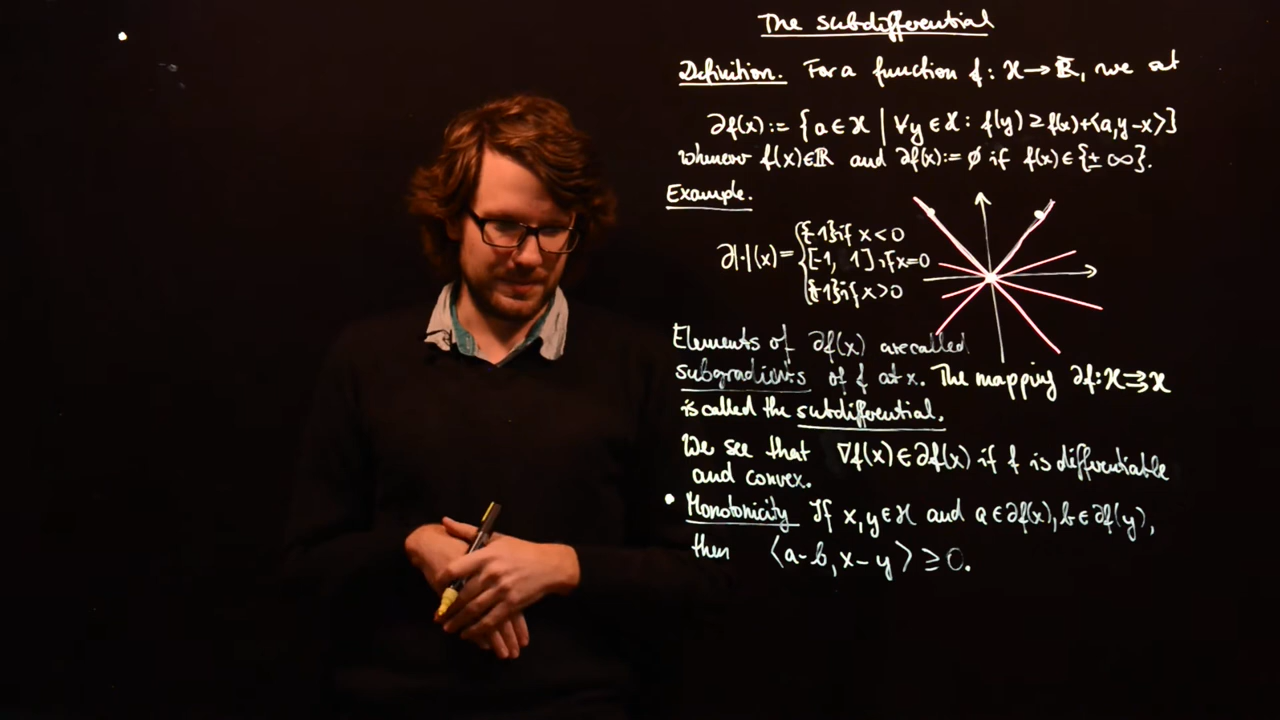 The subdifferential
Definition. For a function f: H → R̄, we set
∂f(x) := {a ∈ H | ∀y ∈ H: f(y) ≥ f(x)+⟨a, y-x⟩}
whenever f(x)∈R and ∂f(x) := ∅ if f(x) ∈ {± ∞}.
Example.
∂|·|(x) = { {-1} if x < 0
[-1, 1] if x=0
{1} if x > 0
Elements of ∂f(x) are called
subgradients of f at x. The mapping ∂f: H ⇉ H
is called the subdifferential.
We see that ∇f(x) ∈ ∂f(x) if f is differentiable
and convex.
• Monotonicity If x, y ∈ H and a ∈ ∂f(x), b ∈ ∂f(y),
then ⟨a-b, x-y⟩ ≥ 0.